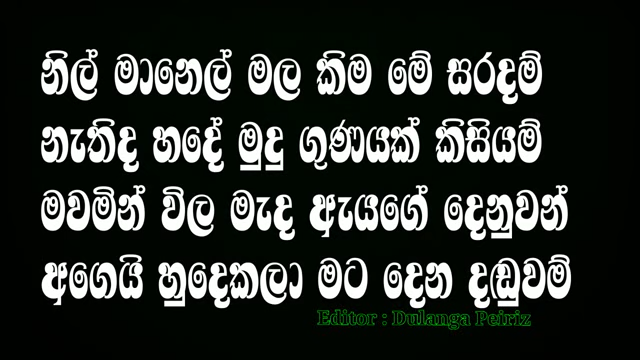 නිල් මානෙල් මල කිම මේ සරදම්
නැතිද හදේ මුදු ගුණයක් කිසියම්
මවමින් විල මැද ඇයගේ දෙනුවන්
අගෙයි හුදෙකලා මට දෙන දඬුවම්
Editor : Dulanga Peiriz